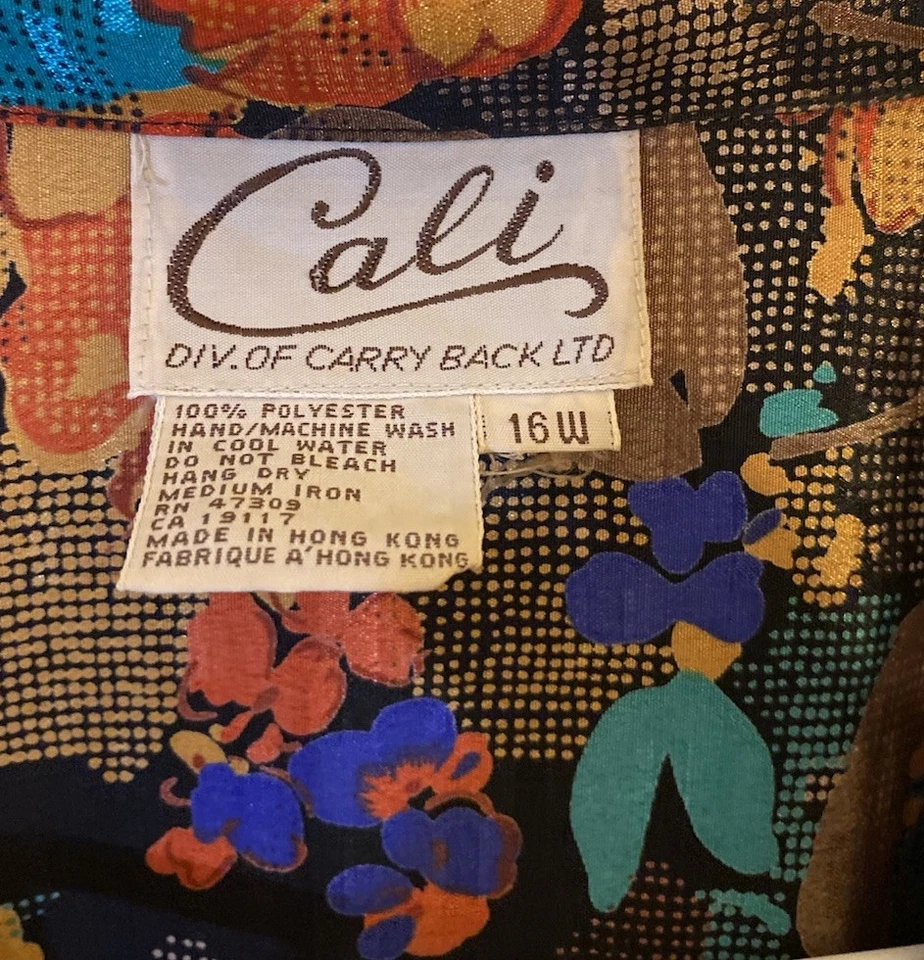 Cali
DIV. OF CARRY BACK LTD
100% POLYESTER
HAND/MACHINE WASH
IN COOL WATER
DO NOT BLEACH
HANG DRY
MEDIUM IRON
RN 47309
CA 19117
MADE IN HONG KONG
FABRIQUE A'HONG KONG
16W